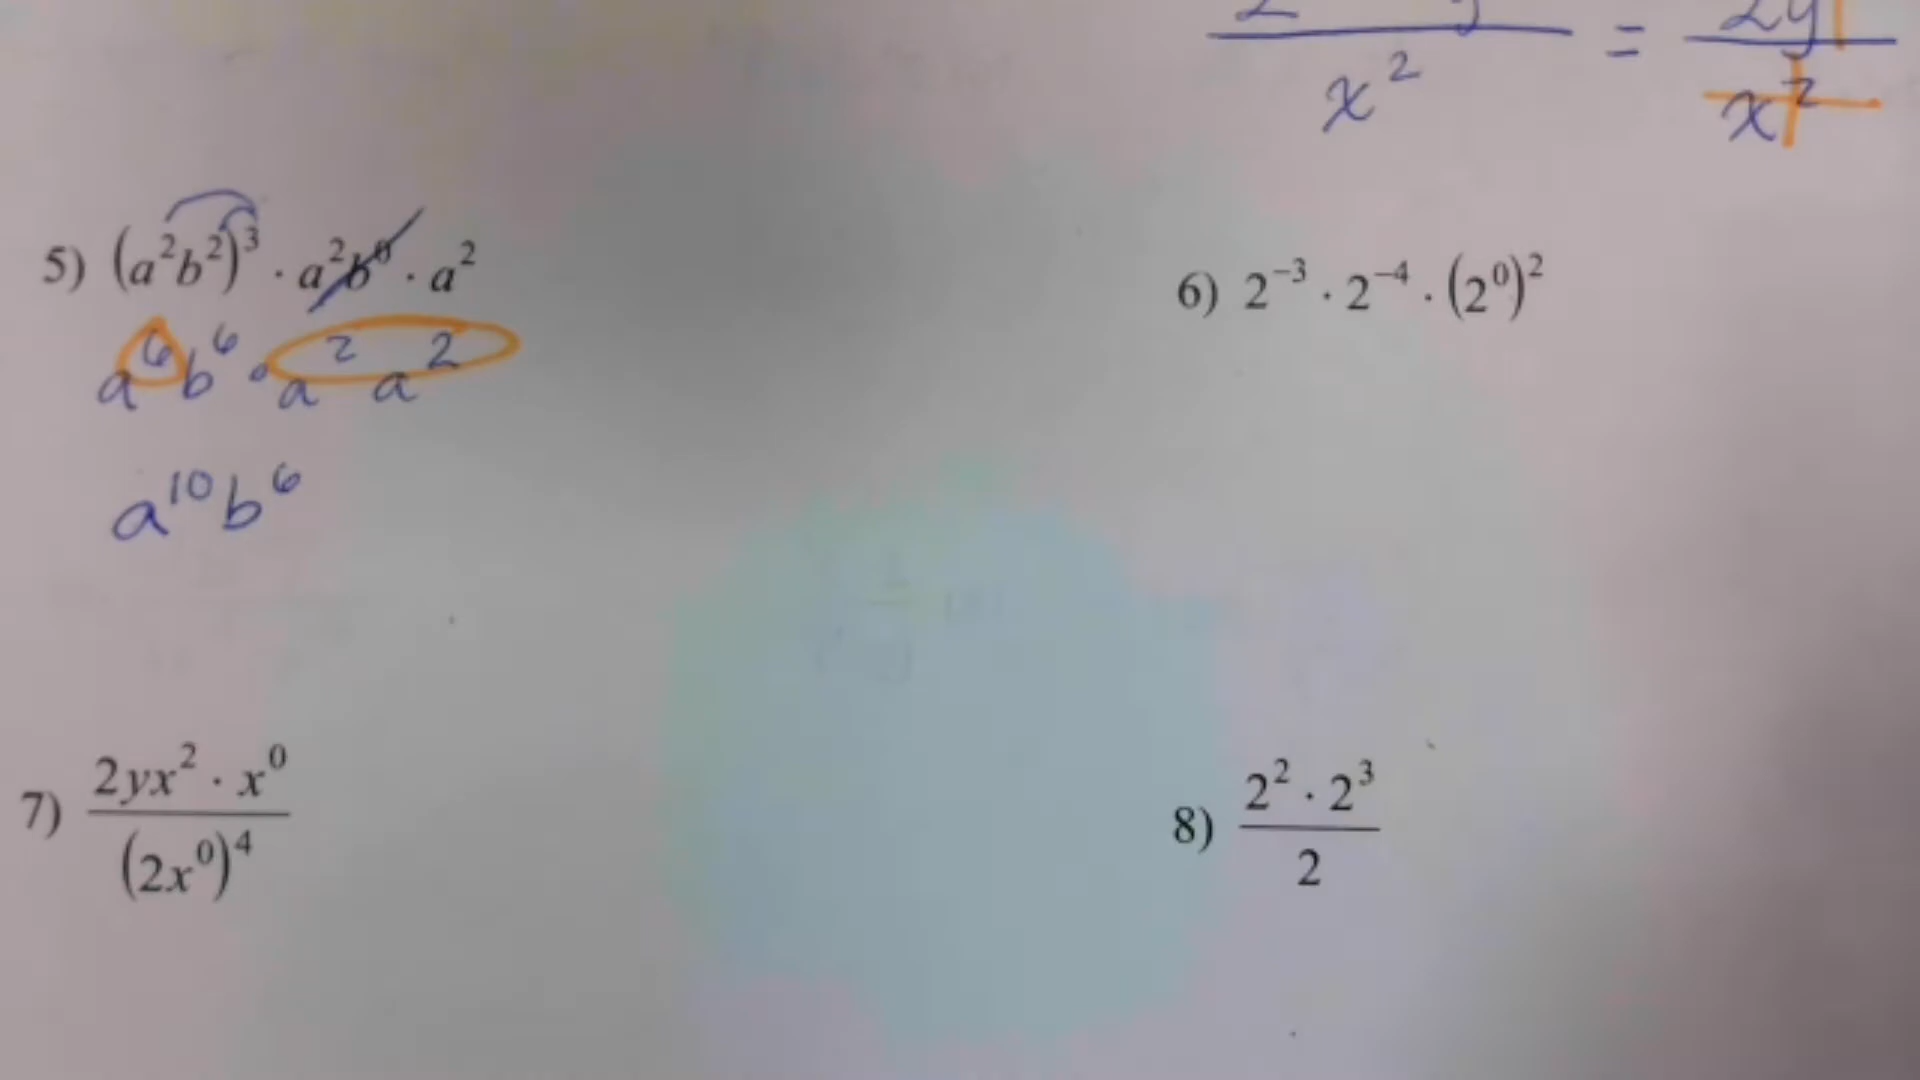 x² = 2y / x²
5) (a²b²)³ · a²b⁰ · a²
a⁶b⁶ · a² a²
a¹⁰b⁶
6) 2⁻³ · 2⁻⁴ · (2⁰)²
7) 2yx² · x⁰
(2x⁰)⁴
8) 2² · 2³
2